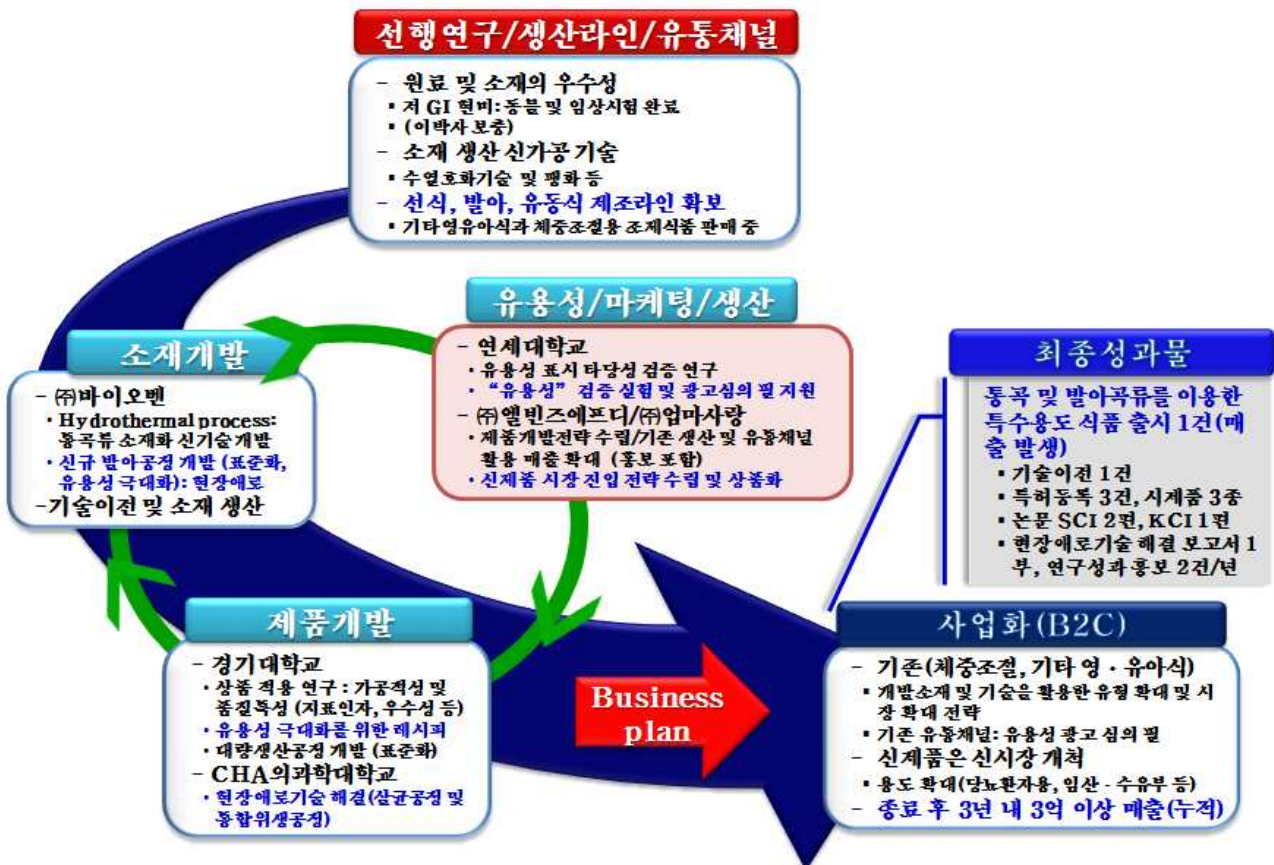 선행연구/생산라인/유통채널
- 원료 및 소재의 우수성
▪ 저 GI 현미: 동물 및 임상시험 완료
▪ (이박사 보충)
- 소재 생산 신가공 기술
▪ 수열호화기술 및 팽화 등
- 선식, 발아, 유동식 제조라인 확보
▪ 기타영유아식과 체중조절용 조제식품 판매 중
유용성/마케팅/생산
- 연세대학교
· 유용성 표시 타당성 검증 연구
· “유용성” 검증 실험 및 광고심의 필 지원
- ㈜엘빈즈에프디/㈜엄마사랑
· 제품개발전략 수립/기존 생산 및 유통채널
활용 매출 확대 (홍보 포함)
· 신제품 시장 진입 전략 수립 및 상품화
소재개발
- ㈜바이오벤
· Hydrothermal process:
통곡류 소재화 신기술개발
· 신규 발아공정 개발 (표준화,
유용성 극대화): 현장애로
-기술이전 및 소재 생산
제품개발
- 경기대학교
· 상품 적용 연구 : 가공적성 및
품질특성 (지표인자, 우수성 등)
· 유용성 극대화를 위한 레시피
· 대량생산공정 개발 (표준화)
- CHA의과학대학교
· 현장애로기술 해결(살균공정 및
통합위생공정)
Business
plan
최종성과물
통곡 및 발아곡류를 이용한
특수용도 식품 출시 1건(매
출 발생)
▪ 기술이전 1건
▪ 특허등록 3건, 시제품 3종
▪ 논문 SCI 2편, KCI 1편
▪ 현장애로기술 해결 보고서 1
부, 연구성과 홍보 2건/년
사업화(B2C)
- 기존(체중조절, 기타 영 · 유아식)
▪ 개발소재 및 기술을 활용한 유형 확대 및 시
장 확대 전략
▪ 기존 유통채널: 유용성 광고 심의 필
- 신제품은 신시장 개척
▪ 용도 확대(당뇨환자용, 임산 · 수유부 등)
- 종료 후 3년 내 3억 이상 매출(누적)